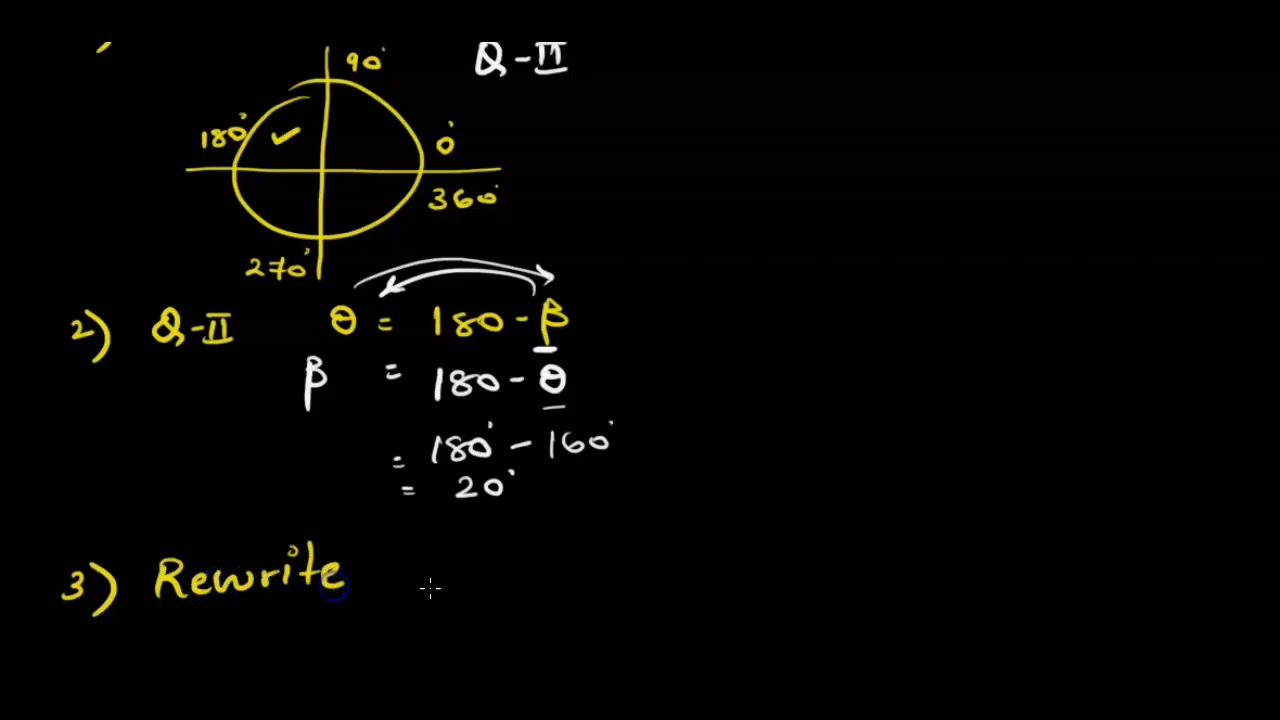 90° Q-II
180° 0°
360°
270°
2) Q-II θ = 180-β
β = 180-θ
= 180° - 160°
= 20°
3) Rewrite